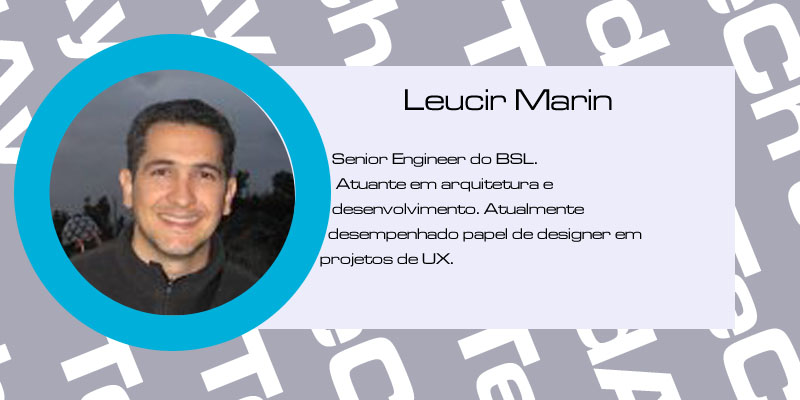 Leucir Marin
Senior Engineer do BSL.
Atuante em arquitetura e
desenvolvimento. Atualmente
desempenhado papel de designer em
projetos de UX.